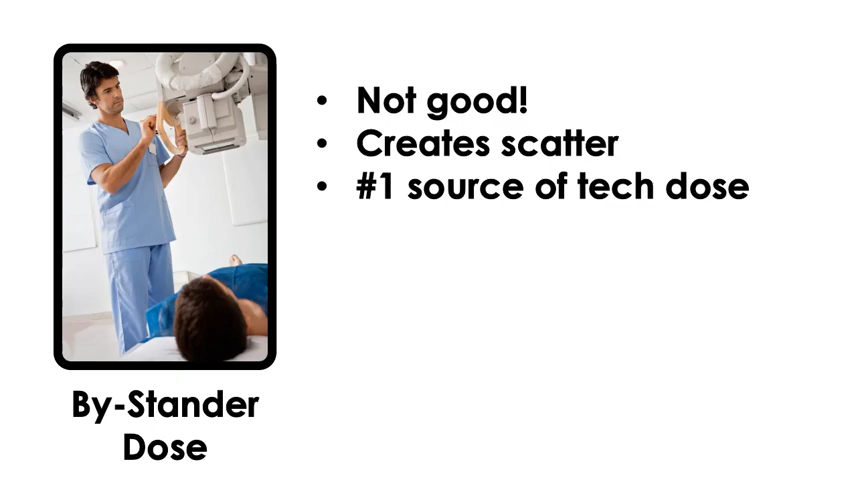 • Not good!
• Creates scatter
• #1 source of tech dose
By-Stander
Dose